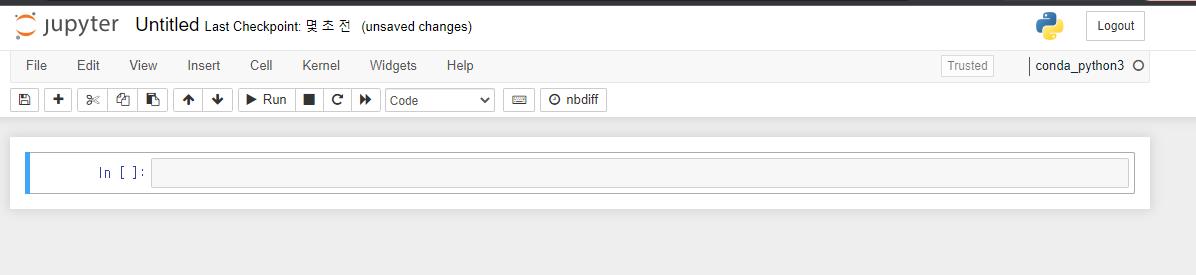 jupyter Untitled Last Checkpoint: 몇 초 전 (unsaved changes) Logout
File Edit View Insert Cell Kernel Widgets Help Trusted conda_python3
Run Code nbdiff
In [ ]: